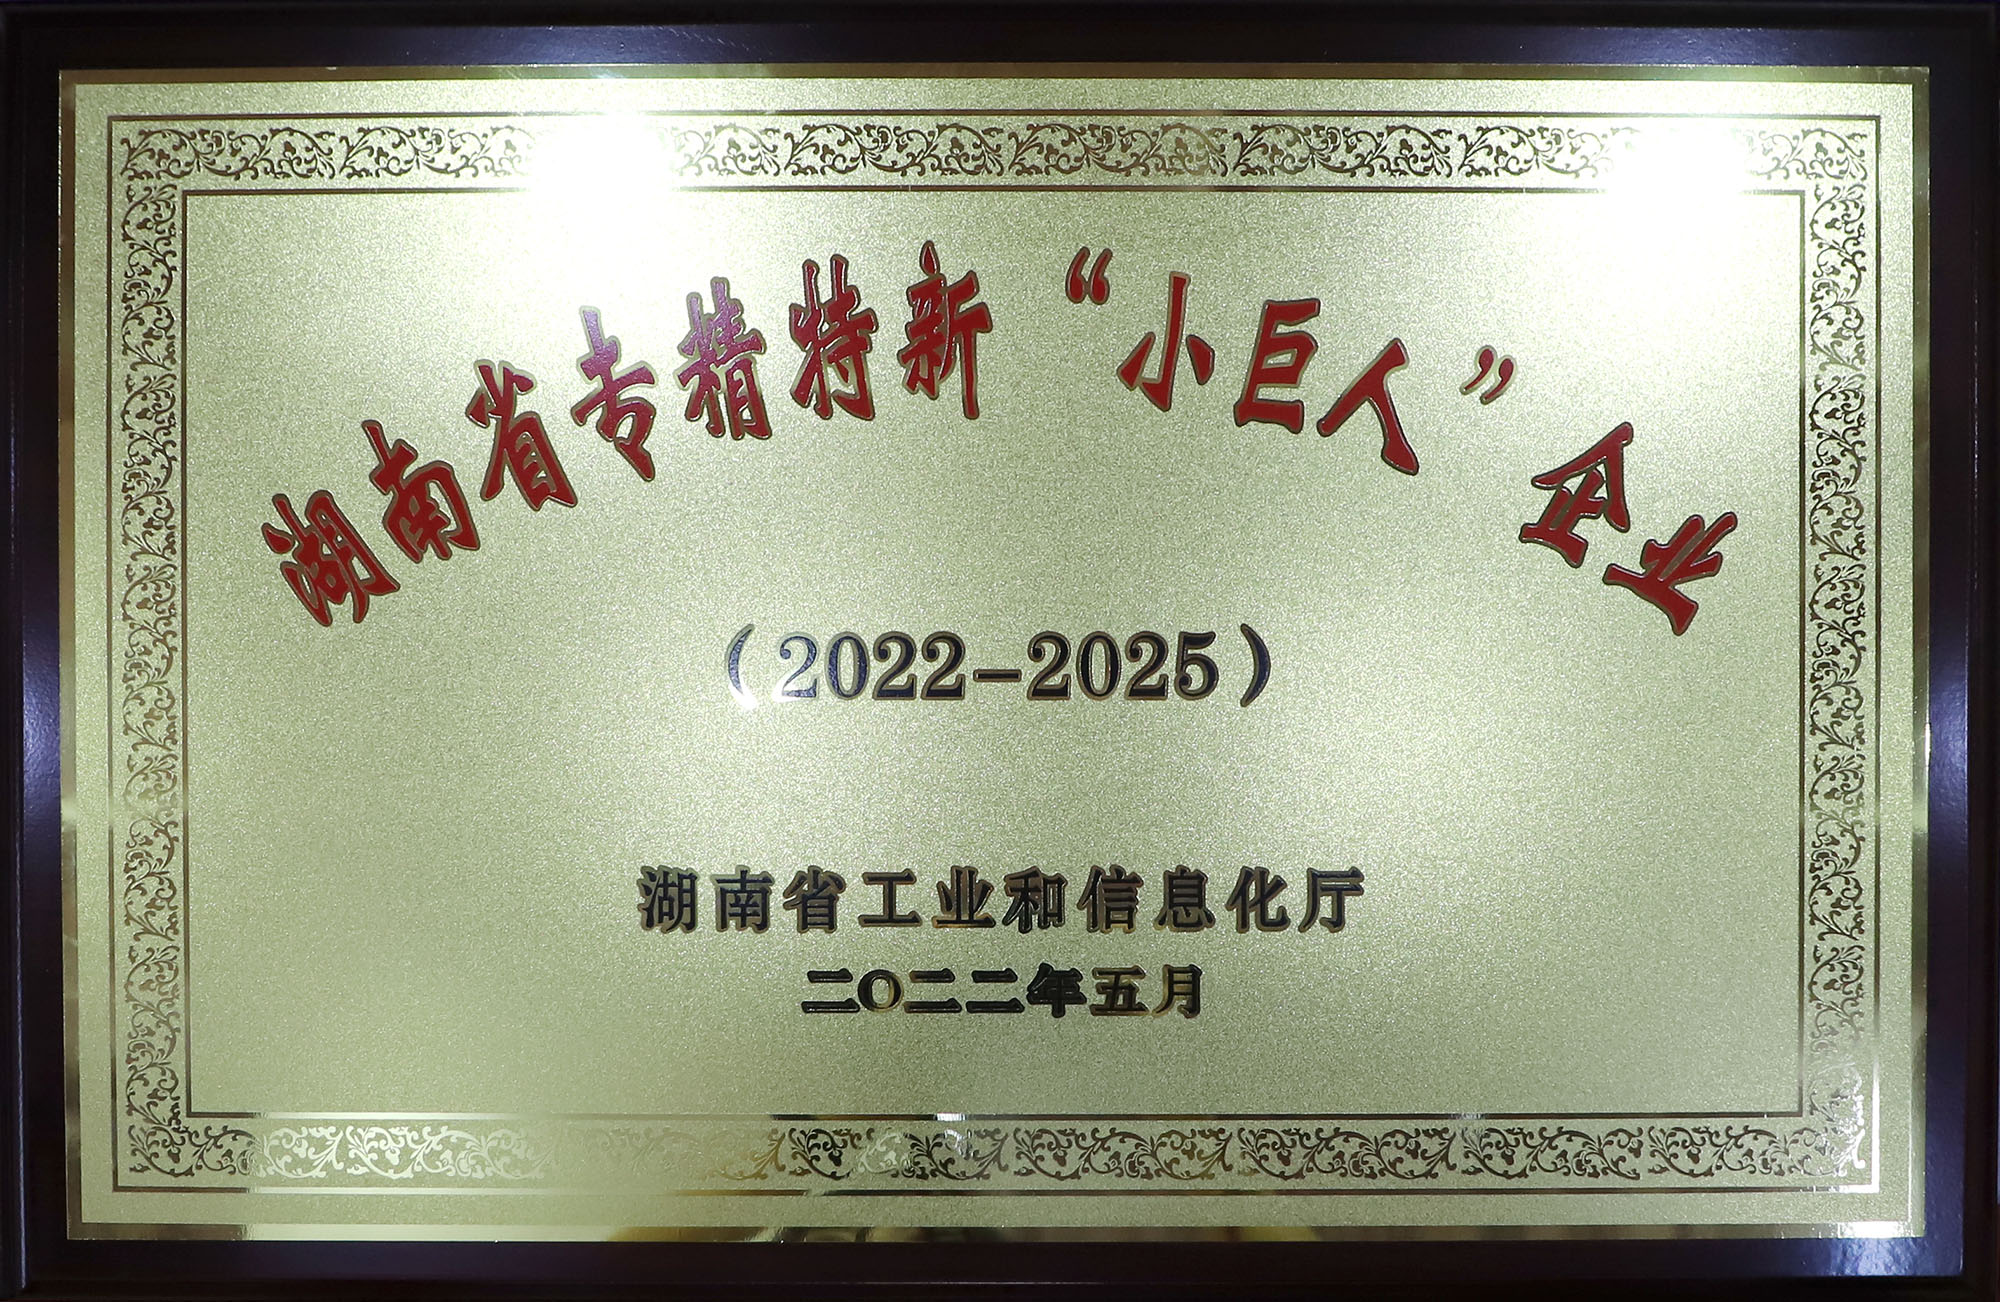 湖南省专精特新“小巨人”企业
（2022-2025）
湖南省工业和信息化厅
二〇二二年五月